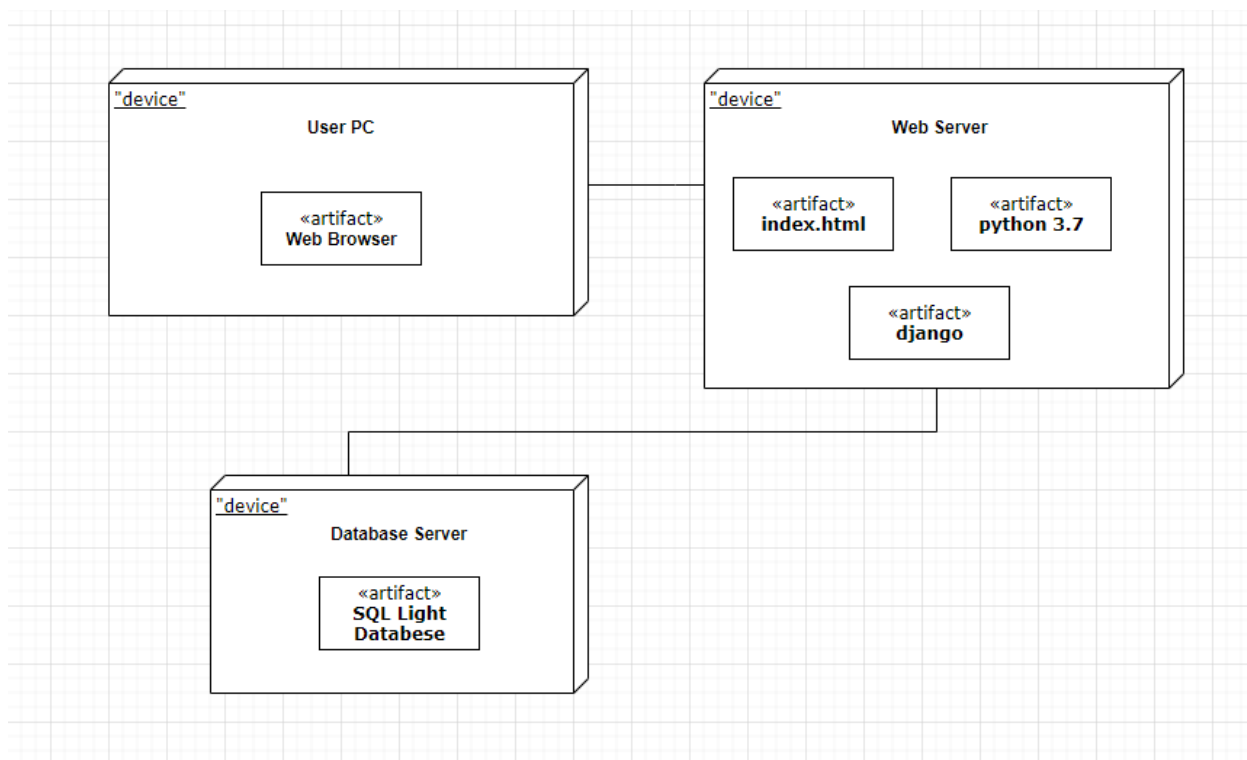 "device"
User PC
«artifact»
Web Browser
"device"
Web Server
«artifact»
index.html
«artifact»
python 3.7
«artifact»
django
"device"
Database Server
«artifact»
SQL Light
Databese